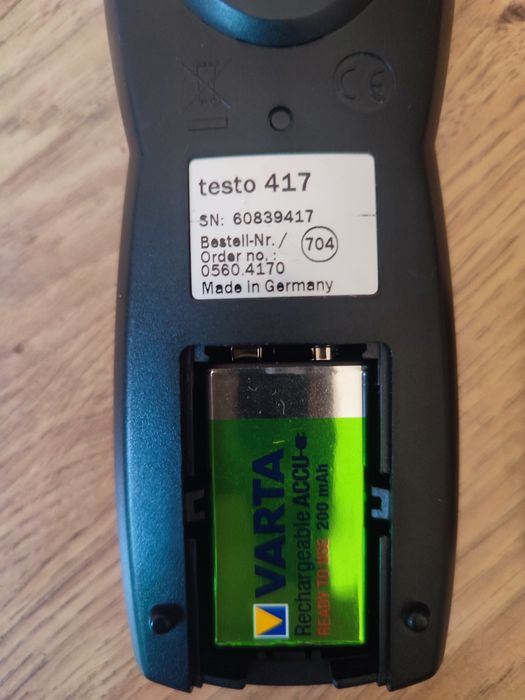 CE
testo 417
SN: 60839417
Bestell-Nr./
Order no.:
0560.4170
704
Made in Germany
VARTA
Rechargeable ACCU-
READY TO USE 200 mAh